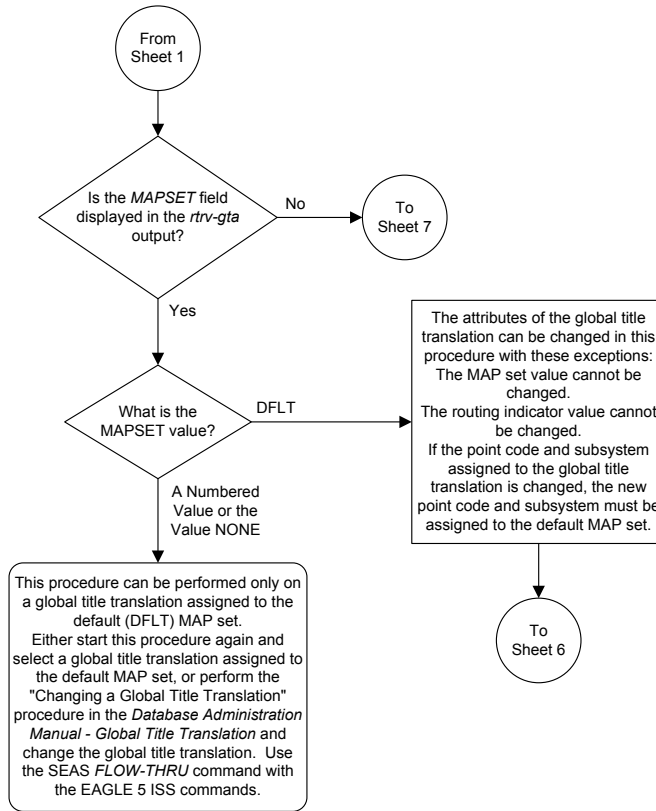 From
Sheet 1
Is the MAPSET field
displayed in the rtrv-gta
output?
No
To
Sheet 7
Yes
What is the
MAPSET value?
DFLT
The attributes of the global title
translation can be changed in this
procedure with these exceptions:
The MAP set value cannot be
changed.
The routing indicator value cannot
be changed.
If the point code and subsystem
assigned to the global title
translation is changed, the new
point code and subsystem must be
assigned to the default MAP set.
A Numbered
Value or the
Value NONE
To
Sheet 6
This procedure can be performed only on
a global title translation assigned to the
default (DFLT) MAP set.
Either start this procedure again and
select a global title translation assigned to
the default MAP set, or perform the
"Changing a Global Title Translation"
procedure in the Database Administration
Manual - Global Title Translation and
change the global title translation.  Use
the SEAS FLOW-THRU command with
the EAGLE 5 ISS commands.